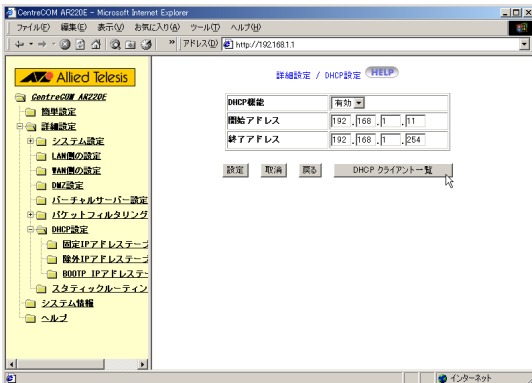 CentreCOM AR220E - Microsoft Internet Explorer
ファイル(F) 編集(E) 表示(V) お気に入り(A) ツール(T) ヘルプ(H)
アドレス(D) http://192.168.1.1
Allied Telesis
CentreCOM AR220E
簡単設定
詳細設定
システム設定
LAN側の設定
WAN側の設定
DMZ設定
バーチャルサーバー設定
パケットフィルタリング
DHCP設定
固定IPアドレステーブ
除外IPアドレステーブ
BOOTP IPアドレステー
スタティックルーティン
システム情報
ヘルプ
詳細設定 / DHCP設定 HELP
DHCP機能 有効
開始アドレス 192 .168 .1 .11
終了アドレス 192 .168 .1 .254
設定 取消 戻る DHCP クライアント一覧
インターネット